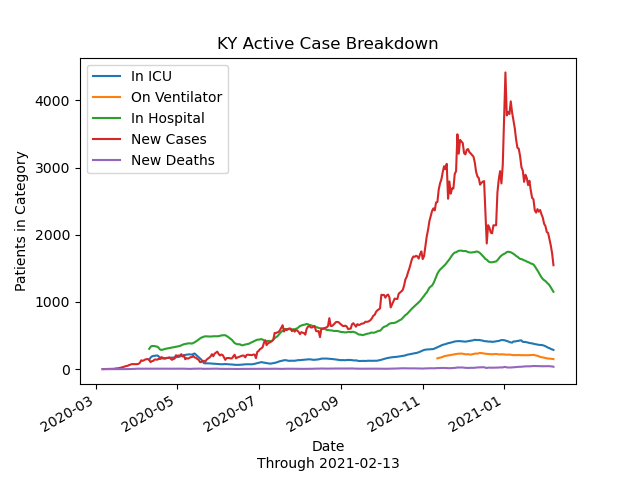 KY Active Case Breakdown
In ICU
On Ventilator
In Hospital
New Cases
New Deaths
Patients in Category
4000
3000
2000
1000
0
2020-03
2020-05
2020-07
2020-09
2020-11
2021-01
Date
Through 2021-02-13